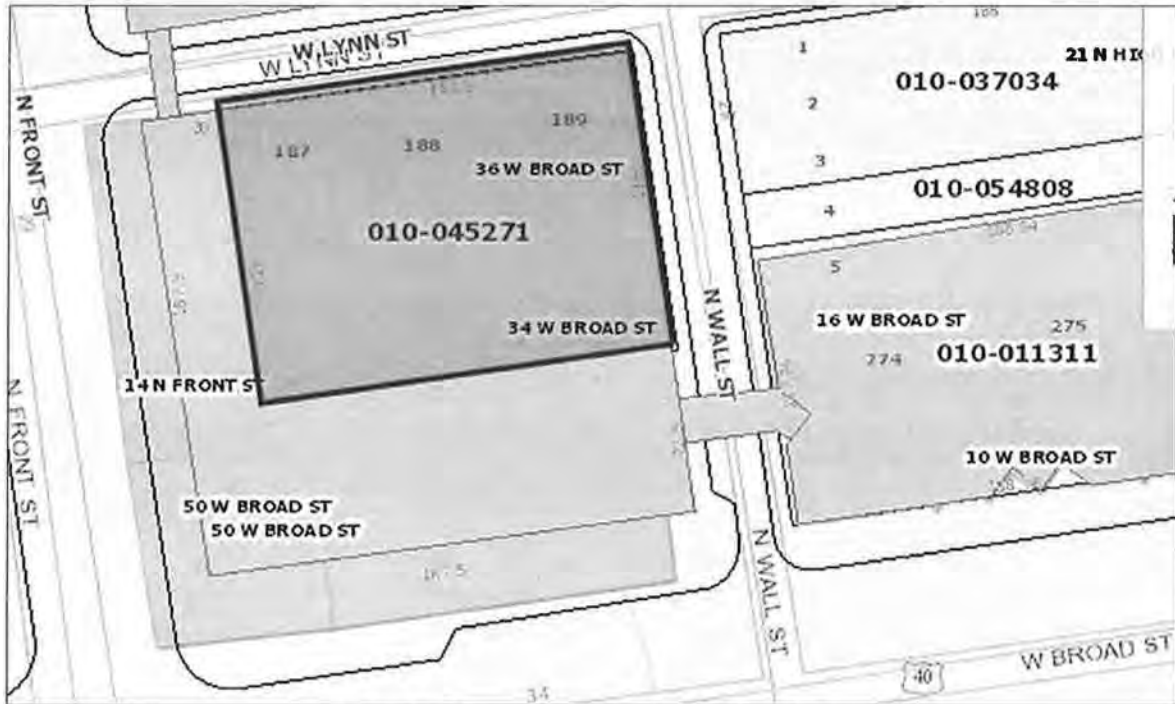 W LYNN ST
W LYNN ST
N FRONT ST
187
188
189
36 W BROAD ST
010-045271
34 W BROAD ST
14 N FRONT ST
50 W BROAD ST
50 W BROAD ST
N FRONT ST
N WALL ST
N WALL ST
1
2
3
4
5
21 N HIG
010-037034
010-054808
16 W BROAD ST
275
274
010-011311
10 W BROAD ST
W BROAD ST
40
34